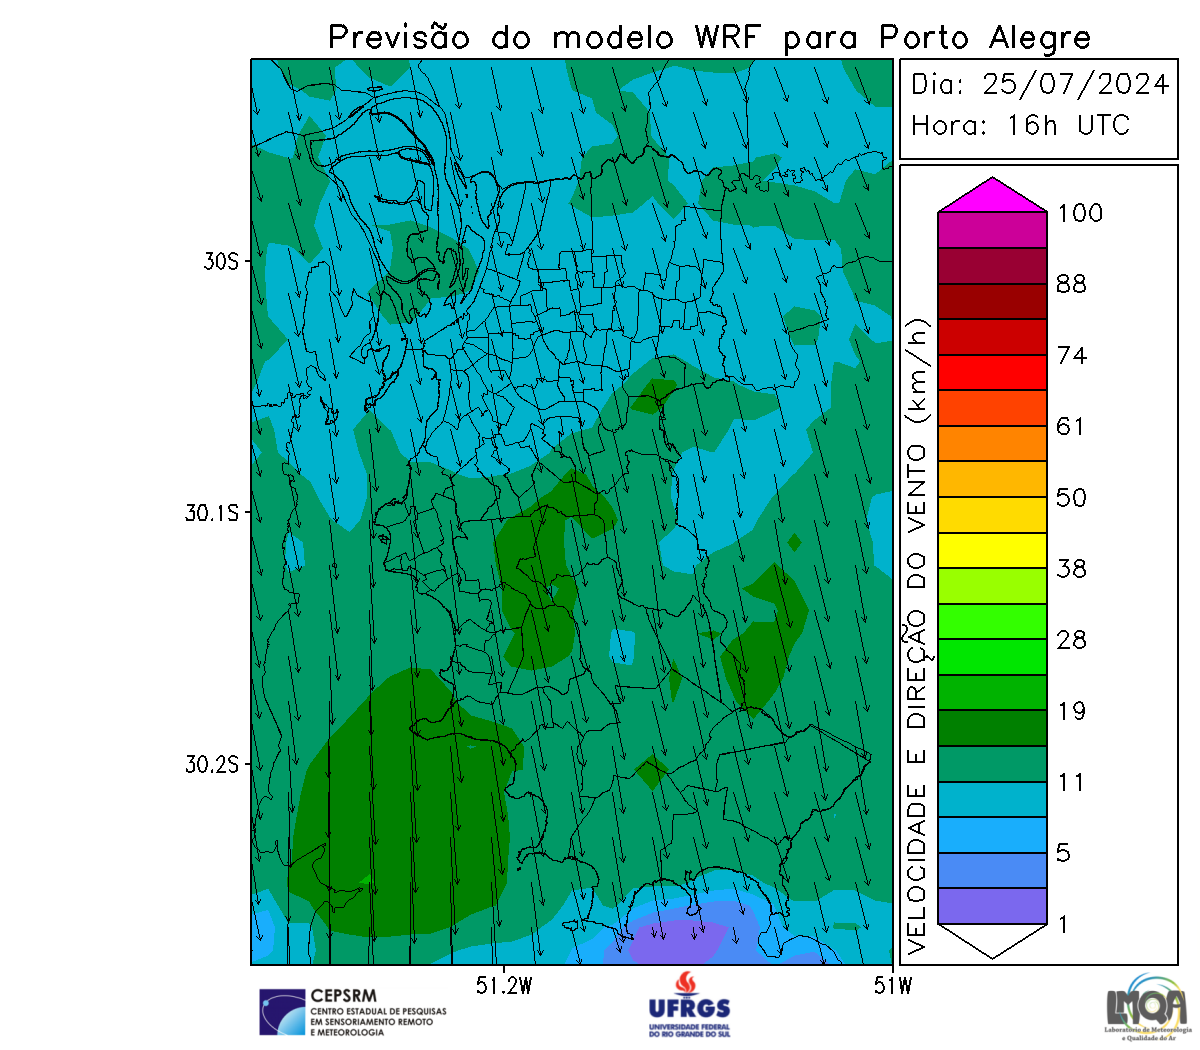 Previsão do modelo WRF para Porto Alegre
Dia: 25/07/2024
Hora: 16h UTC
30S
30.1S
30.2S
51.2W
51W
VELOCIDADE E DIREÇÃO DO VENTO (km/h)
100
88
74
61
50
38
28
19
11
5
1
CEPSRM
CENTRO ESTADUAL DE PESQUISAS
EM SENSORIAMENTO REMOTO
E METEOROLOGIA
UFRGS
UNIVERSIDADE FEDERAL
DO RIO GRANDE DO SUL
LMQA
Laboratório de Meteorologia
e Qualidade do Ar